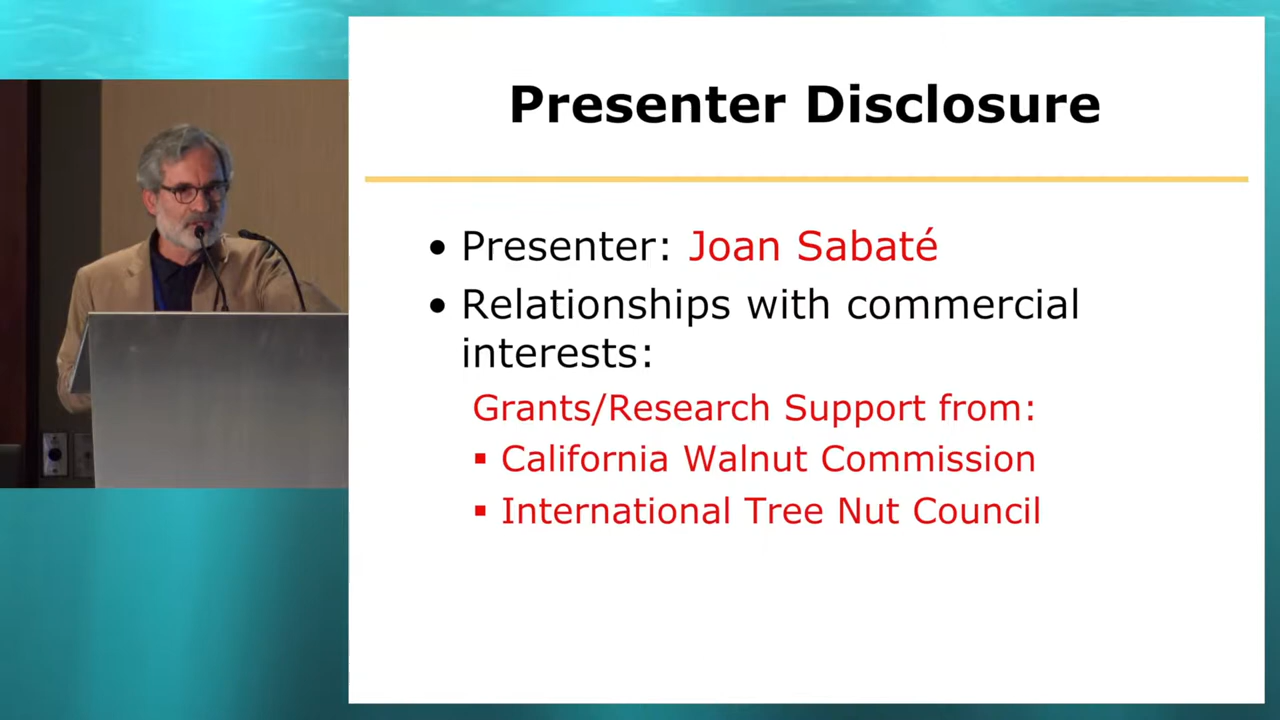 Presenter Disclosure
• Presenter: Joan Sabaté
• Relationships with commercial
interests:
Grants/Research Support from:
▪ California Walnut Commission
▪ International Tree Nut Council